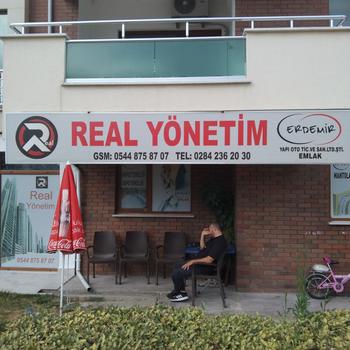 Real
REAL YÖNETİM
GSM: 0544 875 87 07 TEL: 0284 236 20 30
ERDEMİR
YAPI OTO TİC.VE SAN.LTD.ŞTİ.
EMLAK
Real
Yönetim
0544 875 87 07
Coca-Cola